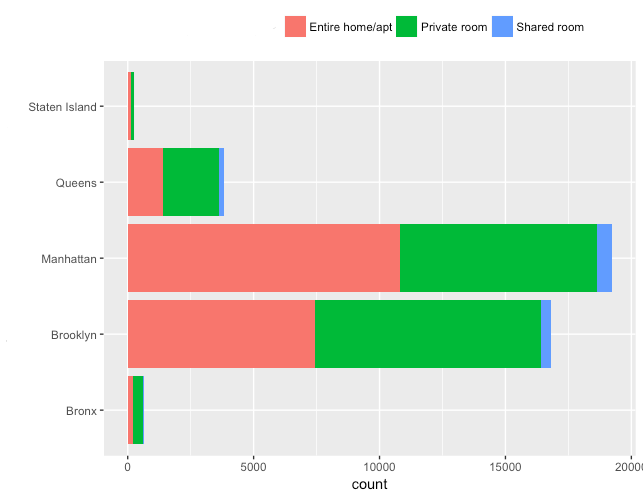 Entire home/apt Private room Shared room
Staten Island
Queens
Manhattan
Brooklyn
Bronx
0 5000 10000 15000 20000
count